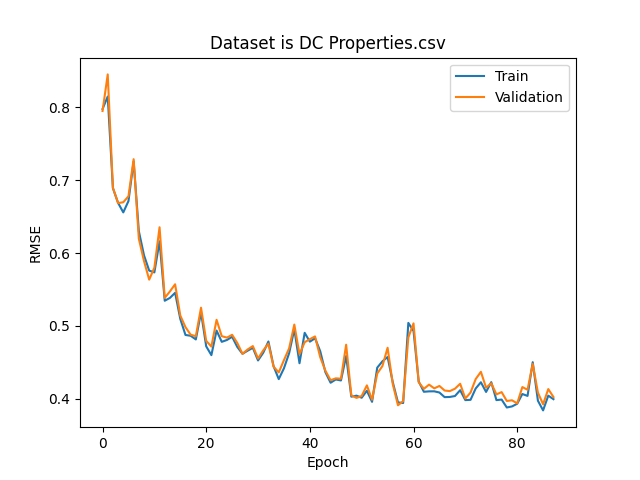 Dataset is DC Properties.csv
Train
Validation
RMSE
0.8
0.7
0.6
0.5
0.4
0
20
40
60
80
Epoch